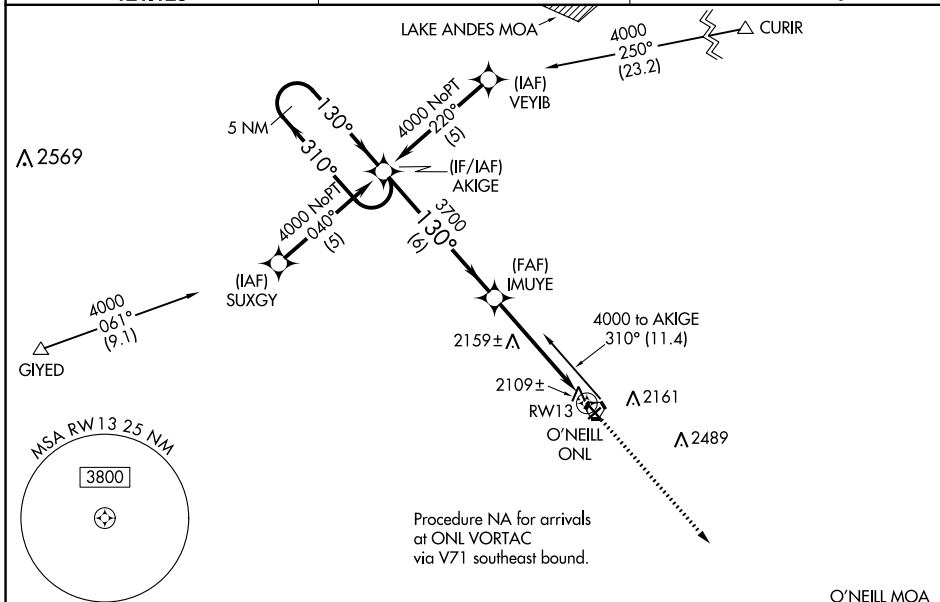 LAKE ANDES MOA
4000
250°
(23.2)
CURIR
(IAF)
VEYIB
4000 NoPT
220°
(5)
130°
5 NM
310°
2569
(IF/IAF)
AKIGE
4000 NoPT
040°
(5)
3700
130°
(6)
(IAF)
SUXGY
(FAF)
IMUYE
4000
061°
(9.1)
GIYED
4000 to AKIGE
310° (11.4)
2159±
2109±
RW13
2161
O'NEILL
ONL
2489
MSA RW13 25 NM
3800
Procedure NA for arrivals
at ONL VORTAC
via V71 southeast bound.
O'NEILL MOA